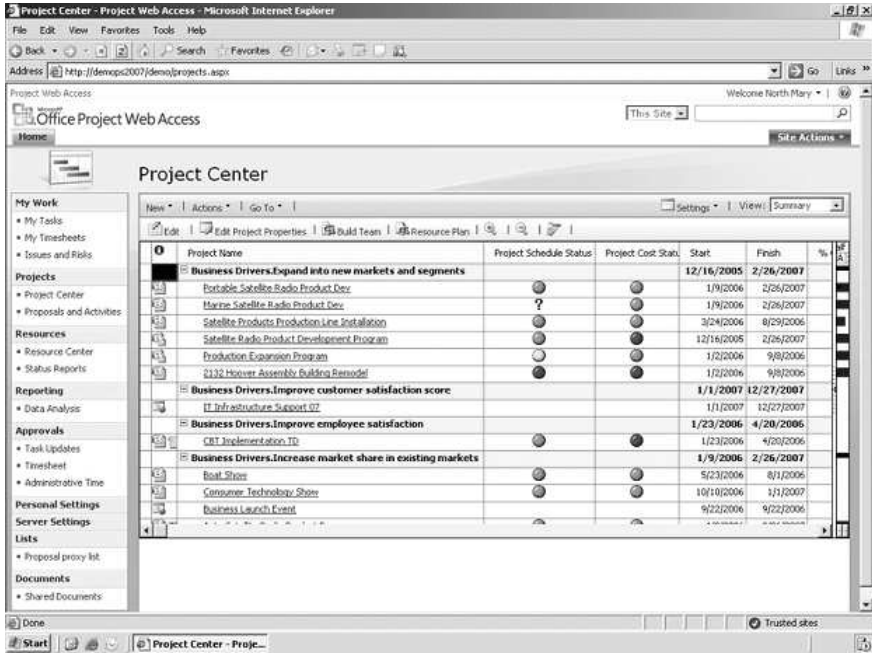 Project Center - Project Web Access - Microsoft Internet Explorer
File Edit View Favorites Tools Help
Back Search Favorites
Address http://demops2007/demo/projects.aspx Go Links »
Project Web Access Welcome North Mary
Microsoft
Office Project Web Access This Site
Home Site Actions
Project Center
My Work
• My Tasks
• My Timesheets
• Issues and Risks
Projects
• Project Center
• Proposals and Activities
Resources
• Resource Center
• Status Reports
Reporting
• Data Analysis
Approvals
• Task Updates
• Timesheet
• Administrative Time
Personal Settings
Server Settings
Lists
• Proposal proxy list
Documents
• Shared Documents
New | Actions | Go To | Settings | View: Summary
Edit | Edit Project Properties | Build Team | Resource Plan
Project Name Project Schedule Status Project Cost Statu Start Finish %
Business Drivers.Expand into new markets and segments 12/16/2005 2/26/2007
Portable Satellite Radio Product Dev 1/9/2006 2/26/2007
Marine Satellite Radio Product Dev ? 1/9/2006 2/26/2007
Satellite Products Production Line Installation 3/24/2006 8/29/2006
Satellite Radio Product Development Program 12/16/2005 2/26/2007
Production Expansion Program 1/2/2006 9/8/2006
2132 Hoover Assembly Building Remodel 1/2/2006 9/8/2006
Business Drivers.Improve customer satisfaction score 1/1/2007 12/27/2007
IT Infrastructure Support 07 1/1/2007 12/27/2007
Business Drivers.Improve employee satisfaction 1/23/2006 4/20/2006
CBT Implementation TD 1/23/2006 4/20/2006
Business Drivers.Increase market share in existing markets 1/9/2006 2/26/2007
Boat Show 5/23/2006 8/1/2006
Consumer Technology Show 10/10/2006 1/1/2007
Business Launch Event 9/22/2006 9/22/2006
Done Trusted sites
Start Project Center - Proje...